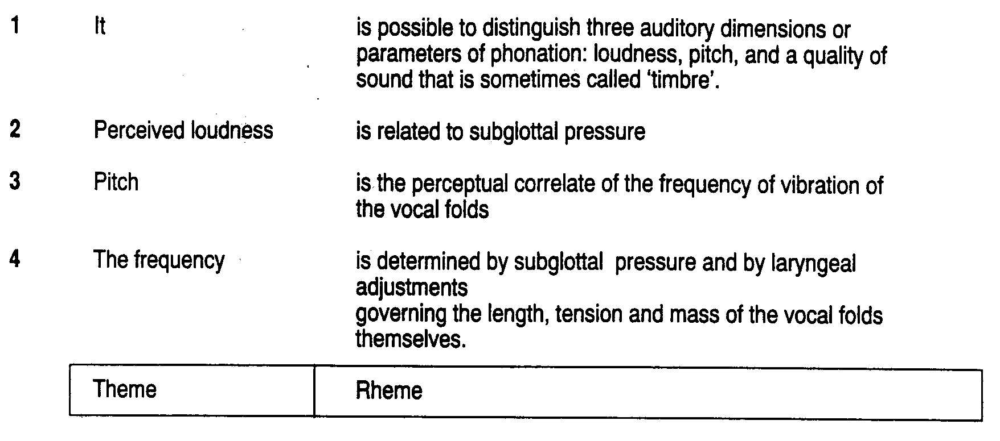 1 It is possible to distinguish three auditory dimensions or
parameters of phonation: loudness, pitch, and a quality of
sound that is sometimes called ‘timbre’.
2 Perceived loudness is related to subglottal pressure
3 Pitch is the perceptual correlate of the frequency of vibration of
the vocal folds
4 The frequency is determined by subglottal pressure and by laryngeal
adjustments
governing the length, tension and mass of the vocal folds
themselves.
Theme Rheme